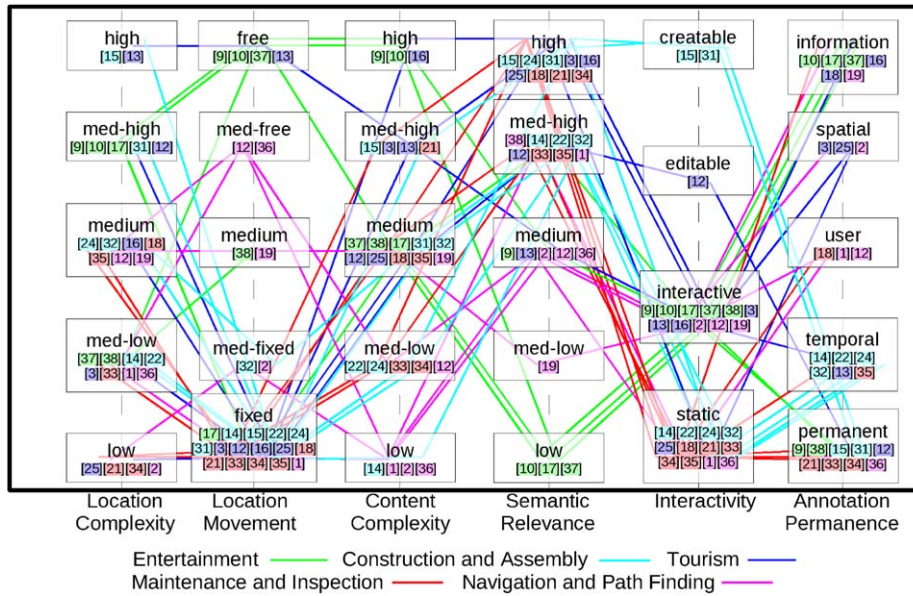 high
[15][13]
free
[9][10][37][13]
high
[9][10][16]
high
[15][24][31][3][16]
[25][18][21][34]
creatable
[15][31]
information
[10][17][37][16]
[18][19]
med-high
[9][10][17][31][12]
med-free
[12][36]
med-high
[15][3][13][21]
med-high
[38][14][22][32]
[12][33][35][1]
editable
[12]
spatial
[3][25][2]
medium
[24][32][16][18]
[35][12][19]
medium
[38][19]
medium
[37][38][17][31][32]
[12][25][18][35][19]
medium
[9][13][2][12][36]
interactive
[9][10][17][37][38][3]
[13][16][2][12][19]
user
[18][1][12]
med-low
[37][38][14][22]
[3][33][1][36]
med-fixed
[32][2]
med-low
[22][24][33][34][12]
med-low
[19]
temporal
[14][22][24]
[32][13][35]
low
[25][21][34][2]
fixed
[17][14][15][22][24]
[31][3][12][16][25][18]
[21][33][34][35][1]
low
[14][1][2][36]
low
[10][17][37]
static
[14][22][24][32]
[25][18][21][33]
[34][35][1][36]
permanent
[9][38][15][31][12]
[21][33][34][36]
Location
Complexity
Location
Movement
Content
Complexity
Semantic
Relevance
Interactivity
Annotation
Permanence
Entertainment
Construction and Assembly
Tourism
Maintenance and Inspection
Navigation and Path Finding